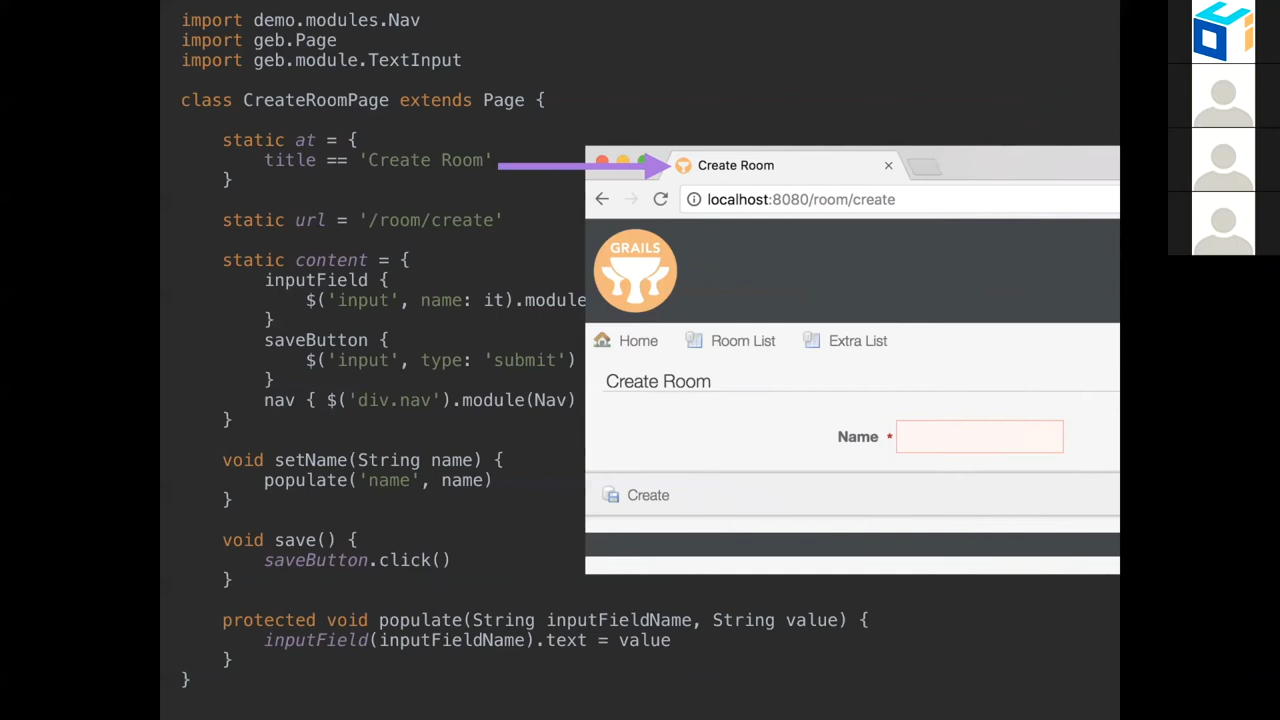 import demo.modules.Nav
import geb.Page
import geb.module.TextInput
class CreateRoomPage extends Page {
static at = {
title == 'Create Room'
}
static url = '/room/create'
static content = {
inputField {
$('input', name: it).module
}
saveButton {
$('input', type: 'submit')
}
nav { $('div.nav').module(Nav)
}
void setName(String name) {
populate('name', name)
}
void save() {
saveButton.click()
}
protected void populate(String inputFieldName, String value) {
inputField(inputFieldName).text = value
}
}
Create Room
localhost:8080/room/create
GRAILS
Home Room List Extra List
Create Room
Name *
Create